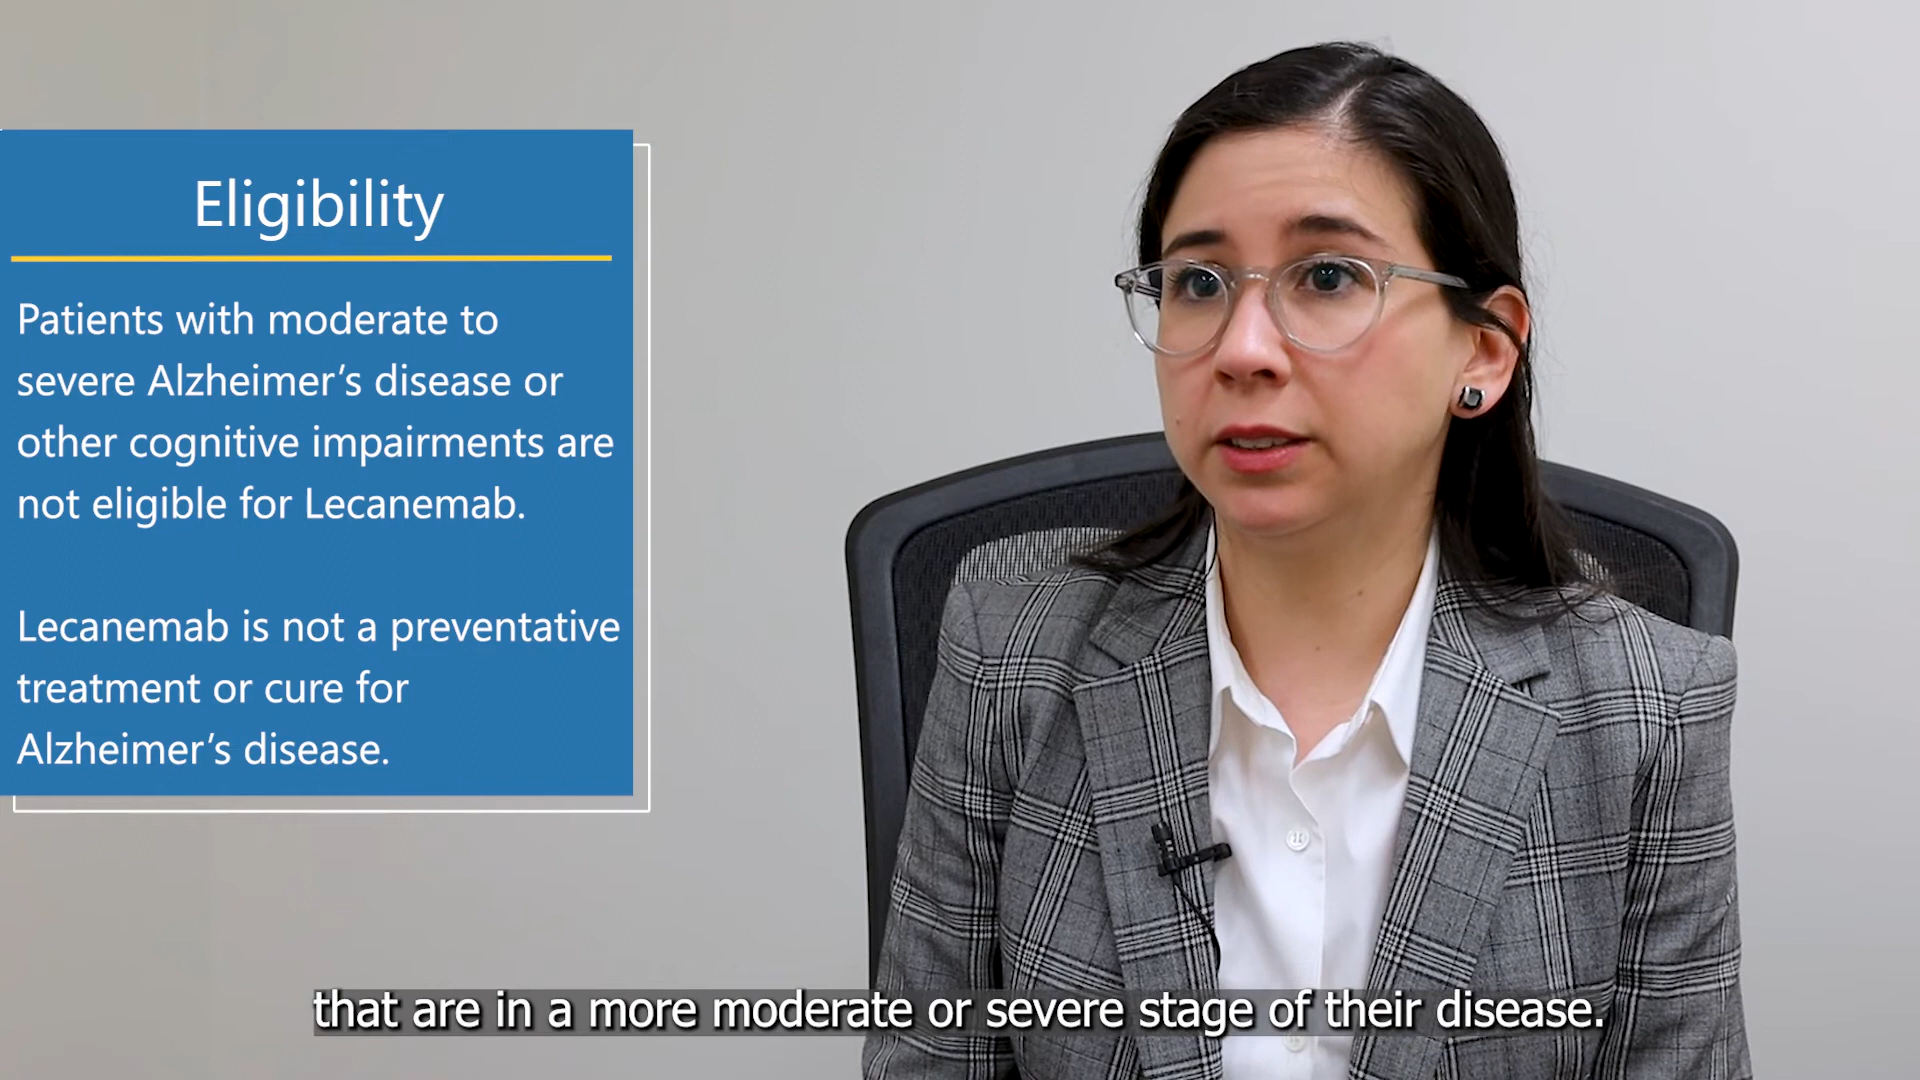 Eligibility
Patients with moderate to
severe Alzheimer’s disease or
other cognitive impairments are
not eligible for Lecanemab.
Lecanemab is not a preventative
treatment or cure for
Alzheimer’s disease.
that are in a more moderate or severe stage of their disease.